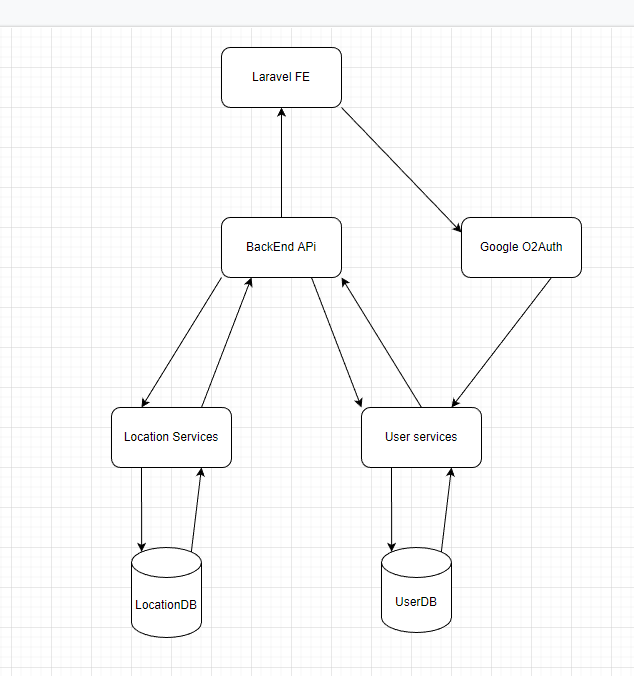 Laravel FE
BackEnd APi
Google O2Auth
Location Services
User services
LocationDB
UserDB